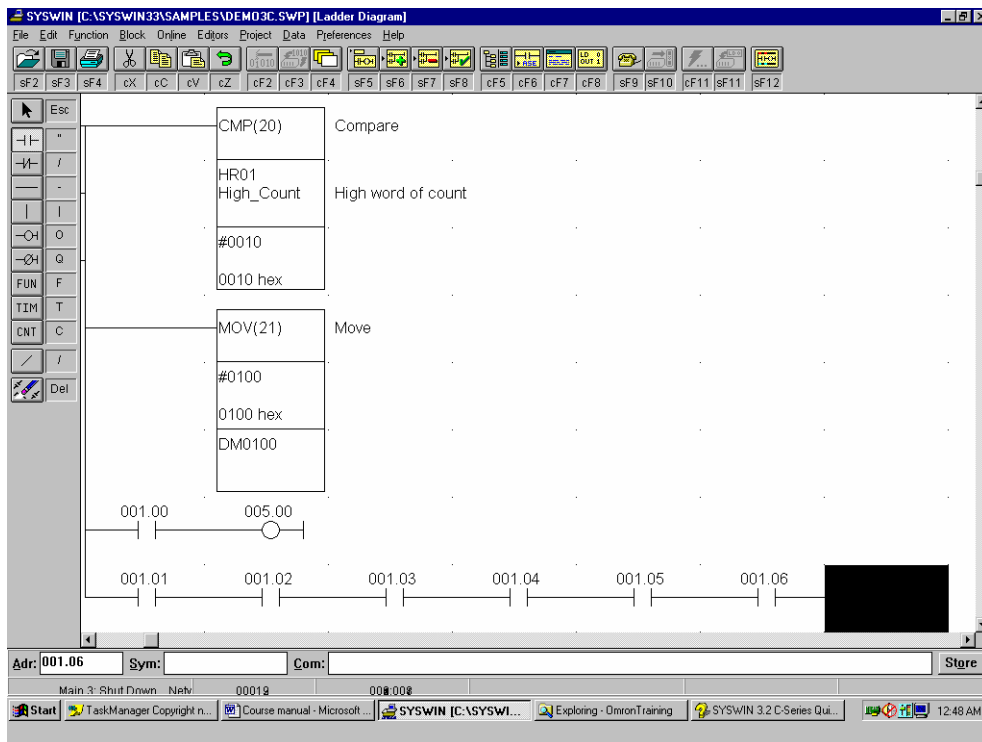 SYSWIN [C:\SYSWIN33\SAMPLES\DEMO3C.SWP] [Ladder Diagram]
File Edit Function Block Online Editors Project Data Preferences Help
sF2 sF3 sF4 cX cC cV cZ cF2 cF3 cF4 sF5 sF6 sF7 sF8 cF5 cF6 cF7 cF8 sF9 sF10 cF11 sF11 sF12
Esc
"
/
-
|
O
Q
FUN F
TIM T
CNT C
/
Del
CMP(20) Compare
HR01
High_Count High word of count
#0010
0010 hex
MOV(21) Move
#0100
0100 hex
DM0100
001.00 005.00
001.01 001.02 001.03 001.04 001.05 001.06
Adr: 001.06 Sym: Com: Store
Main 3: Shut Down Netv 00019
Start TaskManager Copyright n... Course manual - Microsoft ... SYSWIN [C:\SYSWI... Exploring - OmronTraining SYSWIN 3.2 C-Series Qui... 12:48 AM